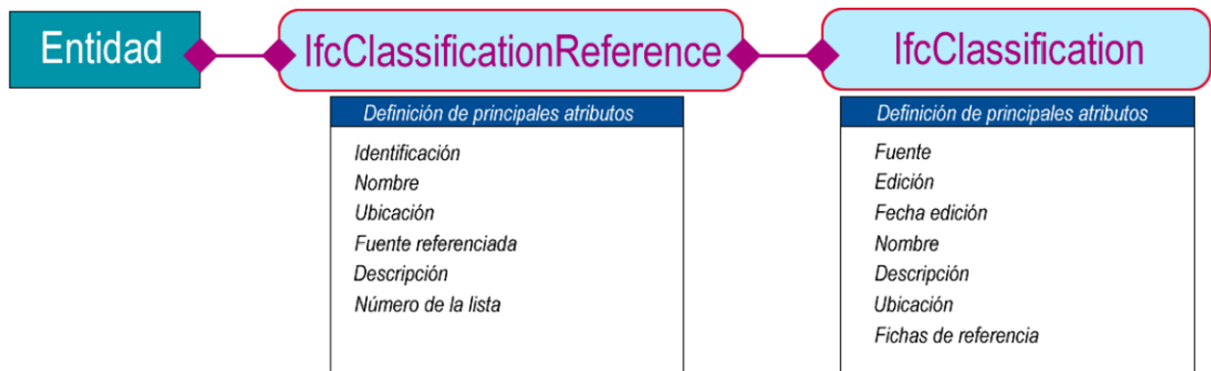 Entidad
IfcClassificationReference
IfcClassification
Definición de principales atributos
Identificación
Nombre
Ubicación
Fuente referenciada
Descripción
Número de la lista
Definición de principales atributos
Fuente
Edición
Fecha edición
Nombre
Descripción
Ubicación
Fichas de referencia